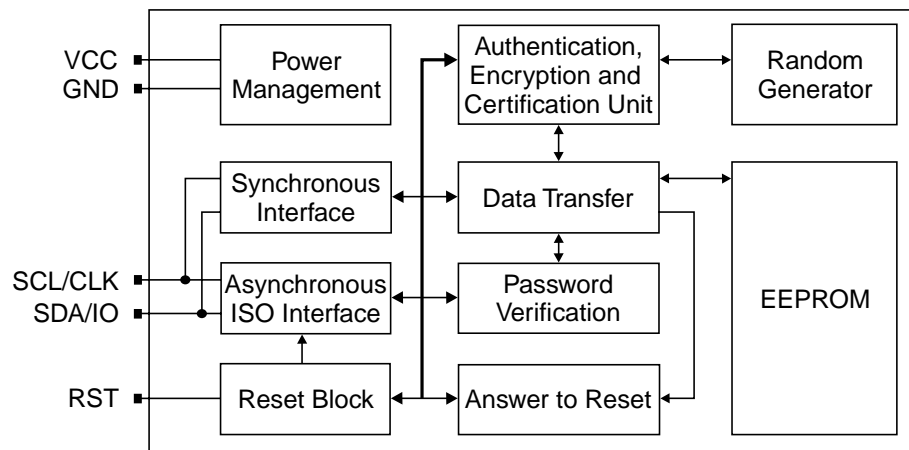 VCC
GND
Power
Management
Authentication,
Encryption and
Certification Unit
Random
Generator
Synchronous
Interface
Data Transfer
SCL/CLK
SDA/IO
Asynchronous
ISO Interface
Password
Verification
EEPROM
RST
Reset Block
Answer to Reset